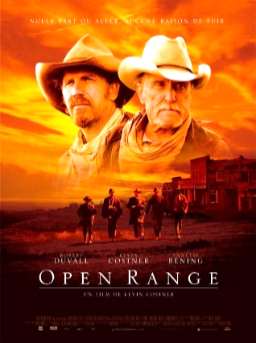 NULLE PART OU ALLER. AUCUNE RAISON DE FUIR
ROBERT DUVALL
KEVIN COSTNER
ANNETTE BENING
OPEN RANGE
UN FILM DE KEVIN COSTNER